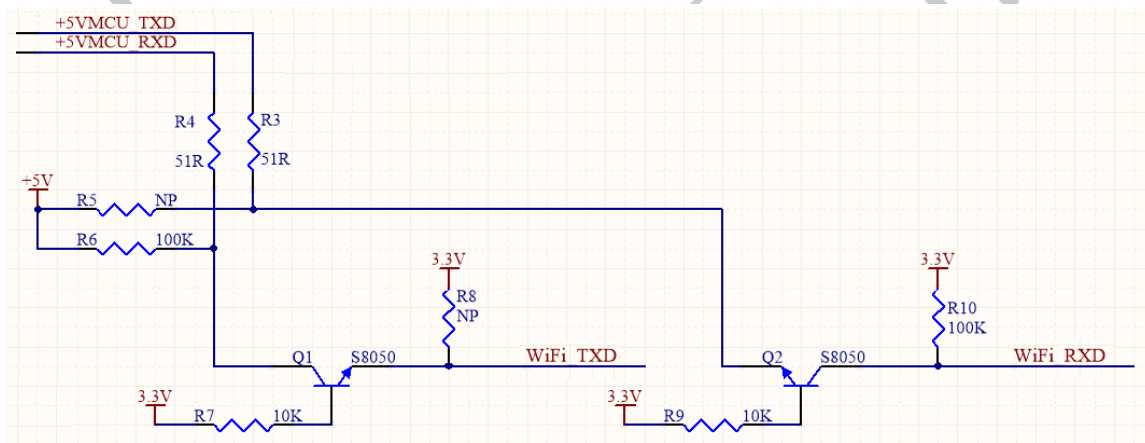 +5VMCU_TXD
+5VMCU_RXD
R4
R3
51R
51R
+5V
R5
NP
R6
100K
3.3V
R8
NP
3.3V
R10
100K
Q1
S8050
WiFi_TXD
Q2
S8050
WiFi_RXD
3.3V
R7
10K
3.3V
R9
10K